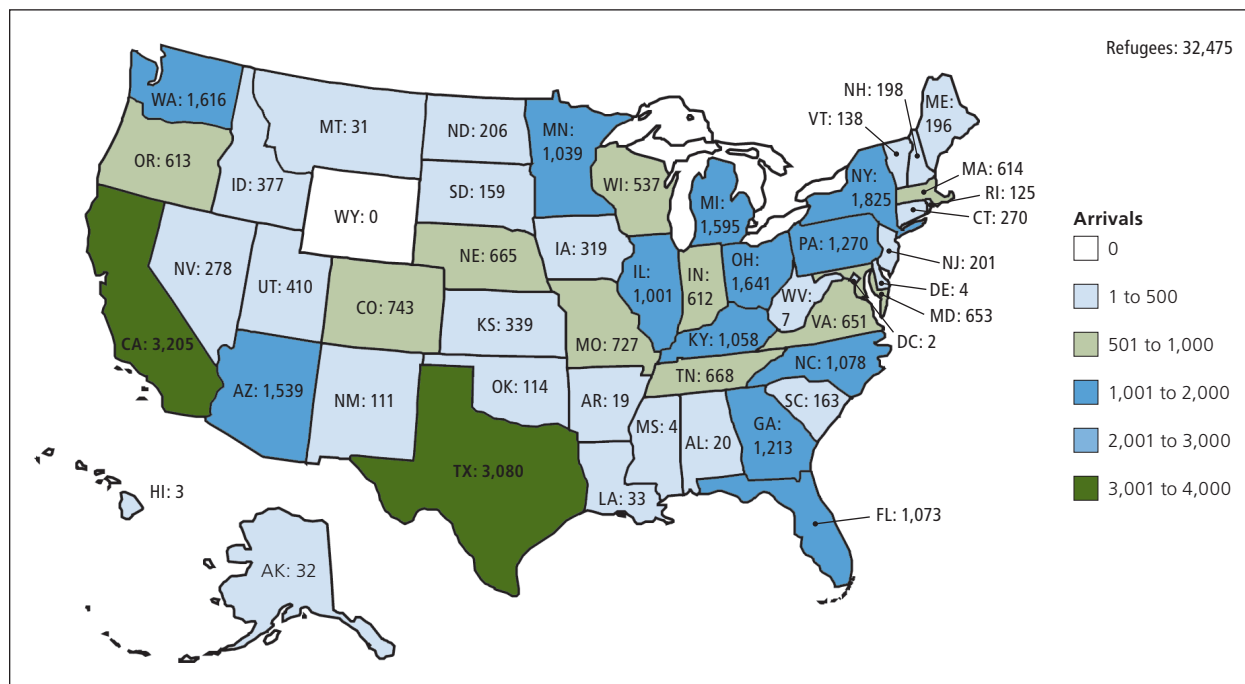 Refugees: 32,475
WA: 1,616
MT: 31
ND: 206
MN:
1,039
NH: 198
ME:
196
VT: 138
OR: 613
ID: 377
SD: 159
WI: 537
MI:
1,595
NY:
1,825
MA: 614
RI: 125
CT: 270
WY: 0
NE: 665
IA: 319
PA: 1,270
NJ: 201
NV: 278
UT: 410
CO: 743
KS: 339
MO: 727
IL:
1,001
IN:
612
OH:
1,641
WV:
7
VA: 651
DE: 4
MD: 653
DC: 2
KY: 1,058
CA: 3,205
AZ: 1,539
NM: 111
OK: 114
AR: 19
TN: 668
NC: 1,078
SC: 163
TX: 3,080
LA: 33
MS: 4
AL: 20
GA:
1,213
FL: 1,073
HI: 3
AK: 32
Arrivals
0
1 to 500
501 to 1,000
1,001 to 2,000
2,001 to 3,000
3,001 to 4,000